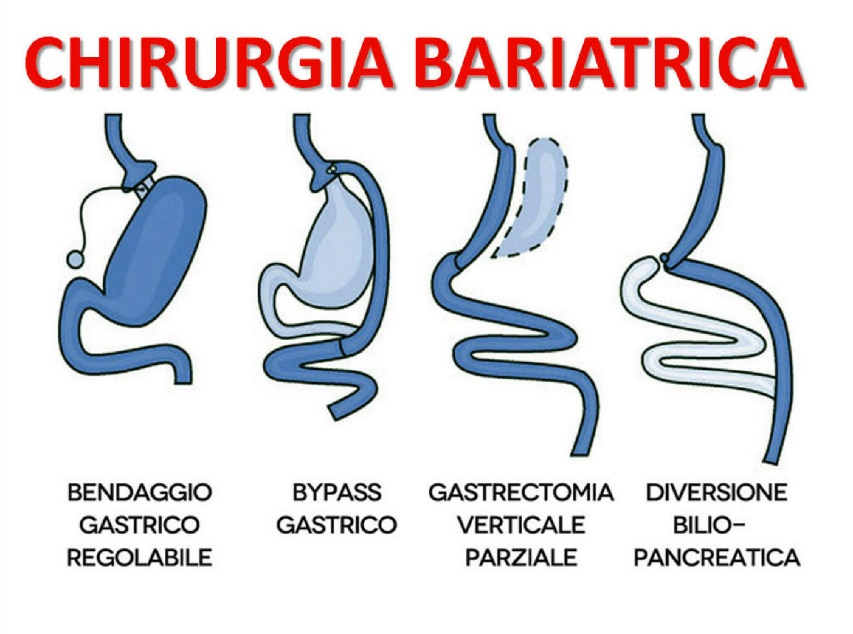 CHIRURGIA BARIATRICA
BENDAGGIO
GASTRICO
REGOLABILE
BYPASS
GASTRICO
GASTRECTOMIA
VERTICALE
PARZIALE
DIVERSIONE
BILIO-
PANCREATICA